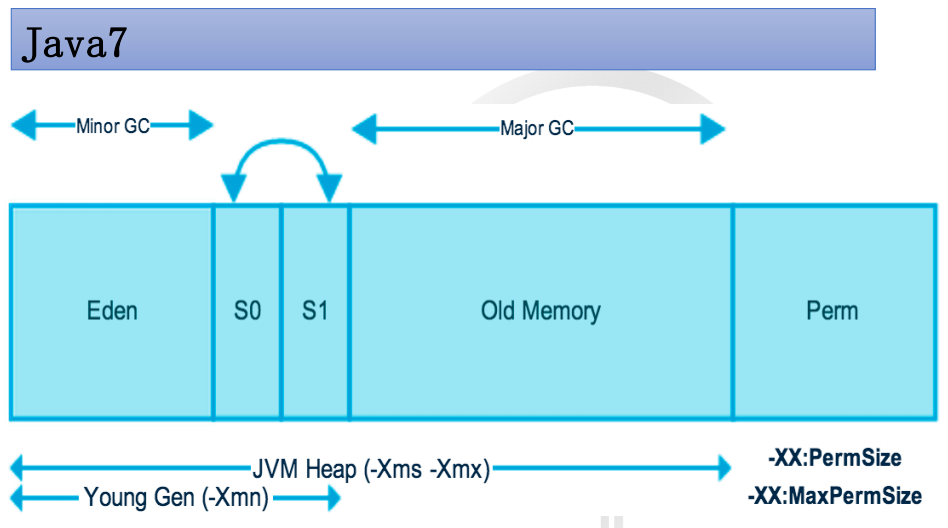 Java7
Minor GC
Major GC
Eden
S0
S1
Old Memory
Perm
JVM Heap (-Xms -Xmx)
-XX:PermSize
Young Gen (-Xmn)
-XX:MaxPermSize